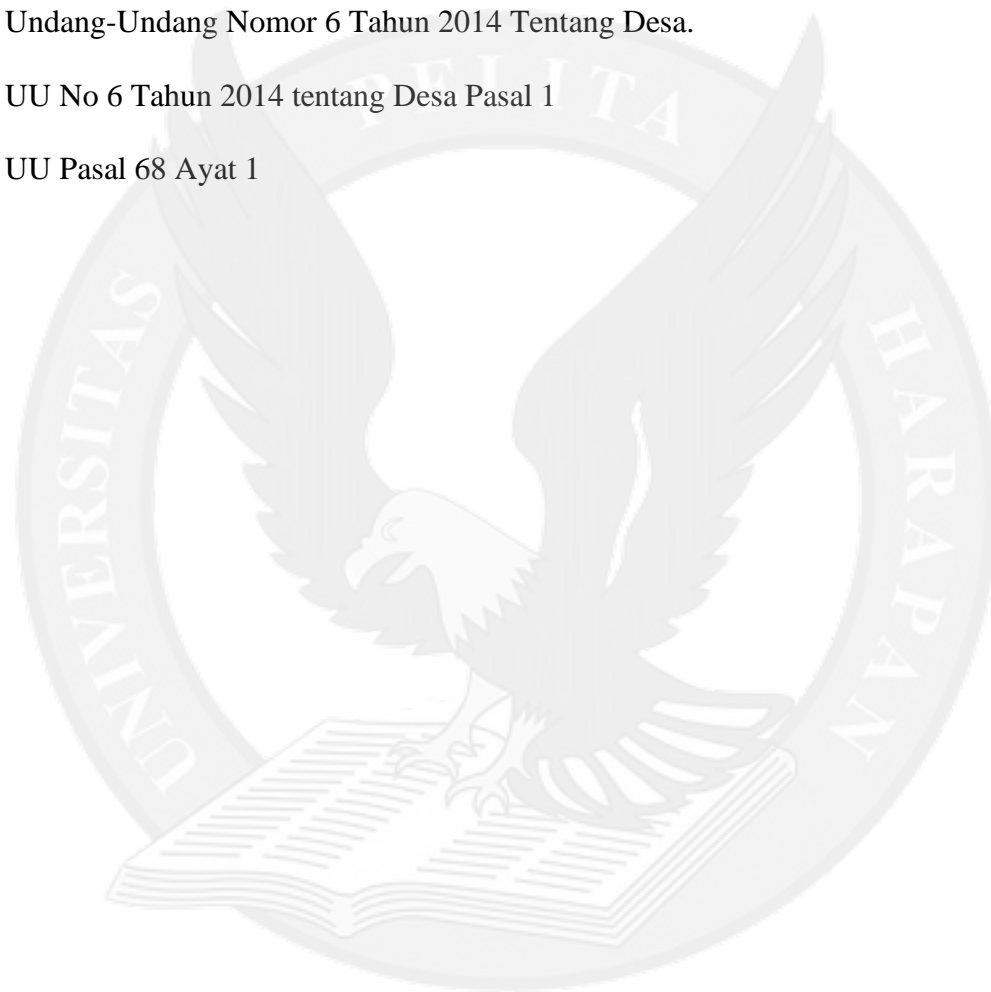 Undang-Undang Nomor 6 Tahun 2014 Tentang Desa.
UU No 6 Tahun 2014 tentang Desa Pasal 1
UU Pasal 68 Ayat 1
UNIVERSITAS PELITA HARAPAN